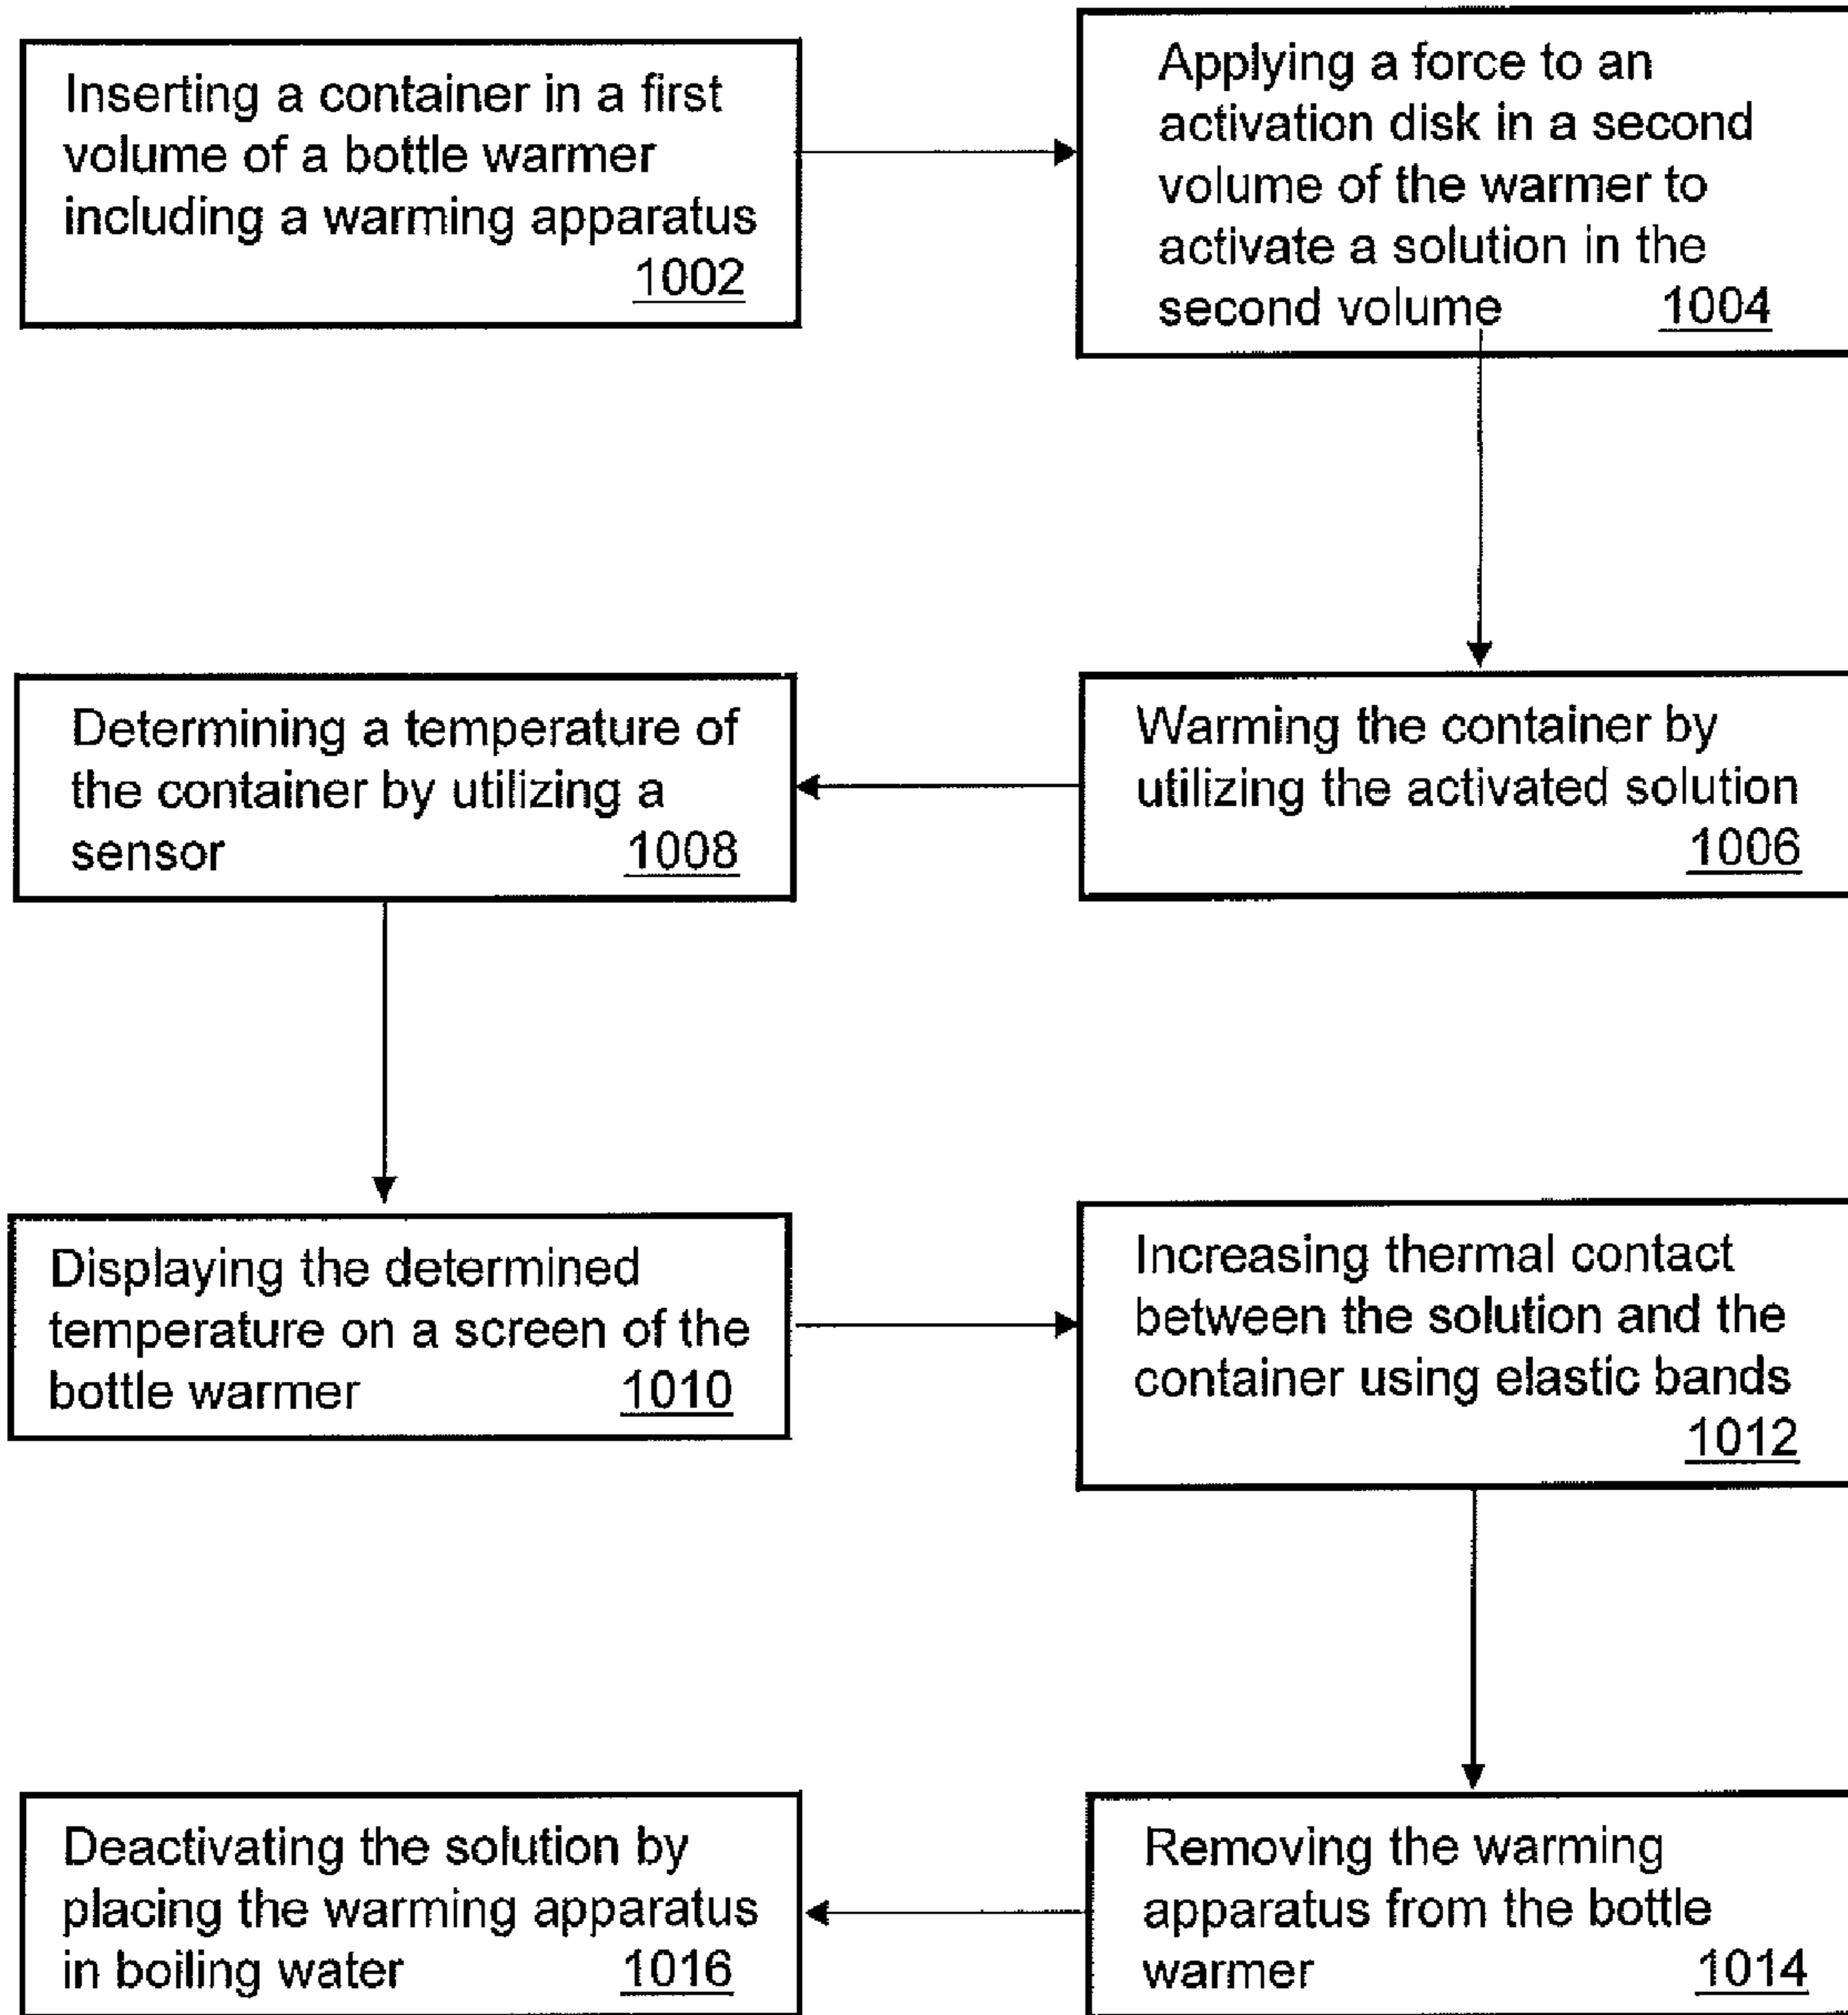 Inserting a container in a first
volume of a bottle warmer
including a warming apparatus
1002
Applying a force to an
activation disk in a second
volume of the warmer to
activate a solution in the
second volume 1004
Warming the container by
utilizing the activated solution
1006
Determining a temperature of
the container by utilizing a
sensor 1008
Displaying the determined
temperature on a screen of the
bottle warmer 1010
Increasing thermal contact
between the solution and the
container using elastic bands
1012
Removing the warming
apparatus from the bottle
warmer 1014
Deactivating the solution by
placing the warming apparatus
in boiling water 1016